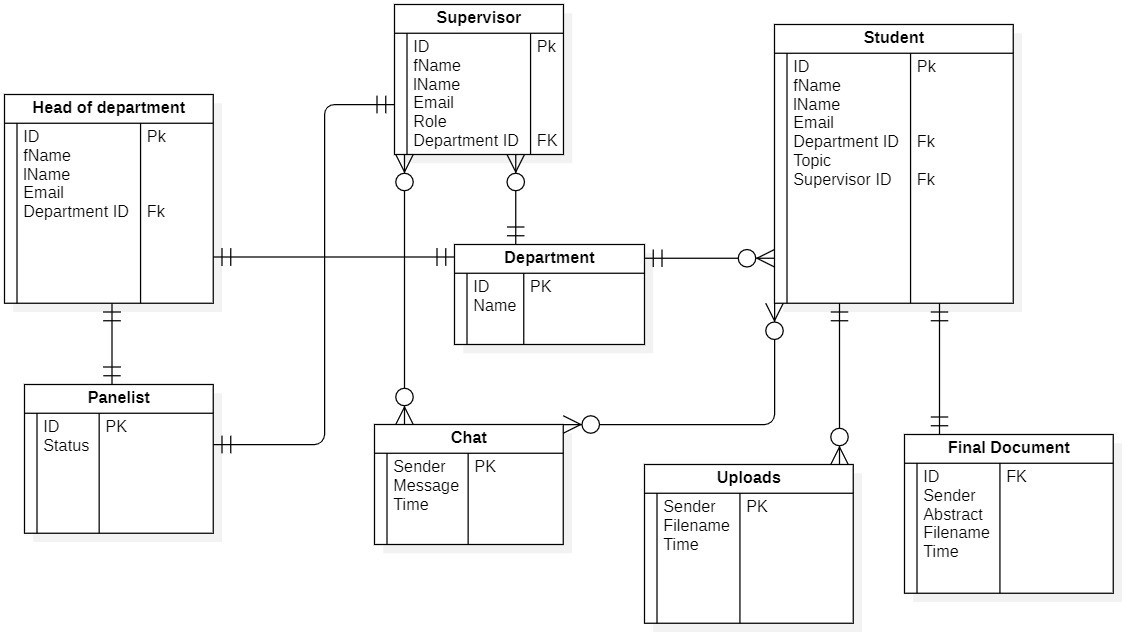 Supervisor
ID Pk
fName
lName
Email
Role
Department ID FK
Student
ID Pk
fName
lName
Email
Department ID Fk
Topic
Supervisor ID Fk
Head of department
ID Pk
fName
lName
Email
Department ID Fk
Department
ID PK
Name
Panelist
ID PK
Status
Chat
Sender PK
Message
Time
Uploads
Sender PK
Filename
Time
Final Document
ID FK
Sender
Abstract
Filename
Time